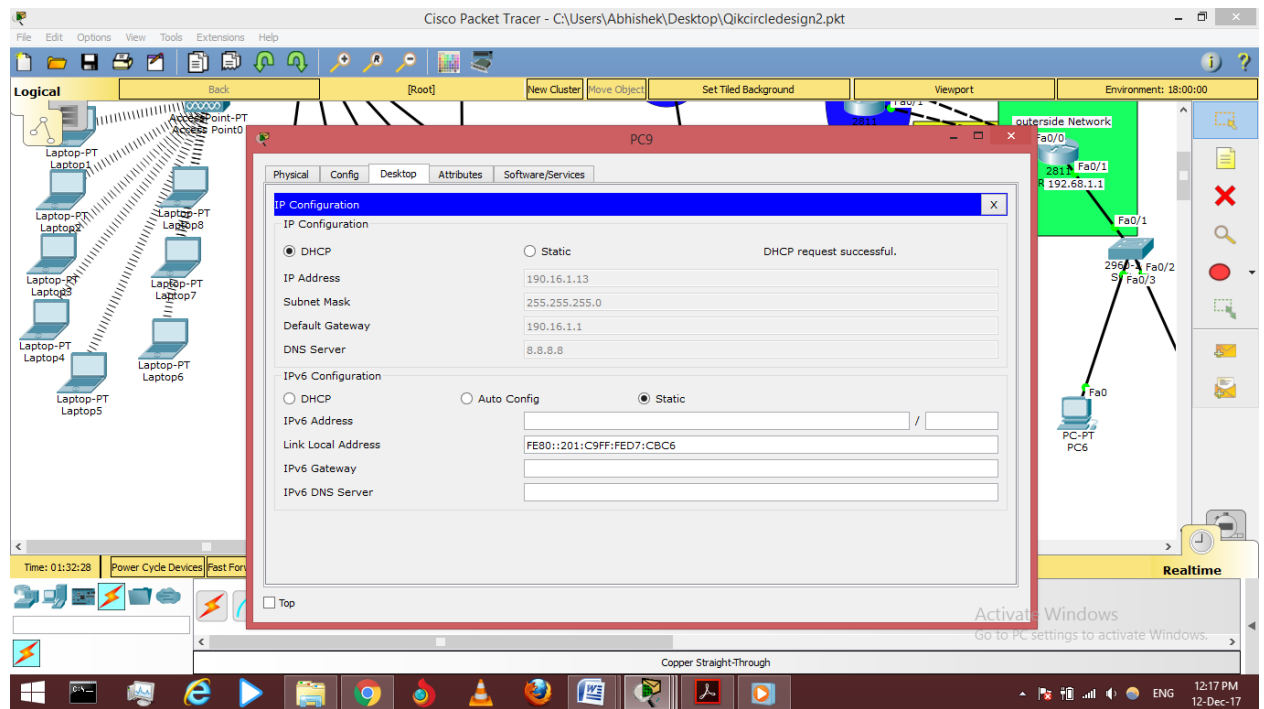 Cisco Packet Tracer - C:\Users\Abhishek\Desktop\Qikcircledesign2.pkt
File Edit Options View Tools Extensions Help
Logical Back [Root] New Cluster Move Object Set Tiled Background Viewport Environment: 18:00:00
AccessPoint-PT
Access Point0
Laptop-PT
Laptop1
Laptop-PT
Laptop2
Laptop-PT
Laptop8
Laptop-PT
Laptop3
Laptop-PT
Laptop7
Laptop-PT
Laptop4
Laptop-PT
Laptop6
Laptop-PT
Laptop5
2811
Fa0/1
outerside Network
Fa0/0
2811 Fa0/1
R 192.68.1.1
Fa0/1
Fa0/2
Fa0/3
Fa0
PC-PT
PC6
PC9
Physical Config Desktop Attributes Software/Services
IP Configuration X
IP Configuration
DHCP Static DHCP request successful.
IP Address 190.16.1.13
Subnet Mask 255.255.255.0
Default Gateway 190.16.1.1
DNS Server 8.8.8.8
IPv6 Configuration
DHCP Auto Config Static
IPv6 Address /
Link Local Address FE80::201:C9FF:FED7:CBC6
IPv6 Gateway
IPv6 DNS Server
Top
Time: 01:32:28 Power Cycle Devices Fast For
Realtime
Activate Windows
Go to PC settings to activate Windows.
Copper Straight-Through
ENG 12:17 PM
12-Dec-17